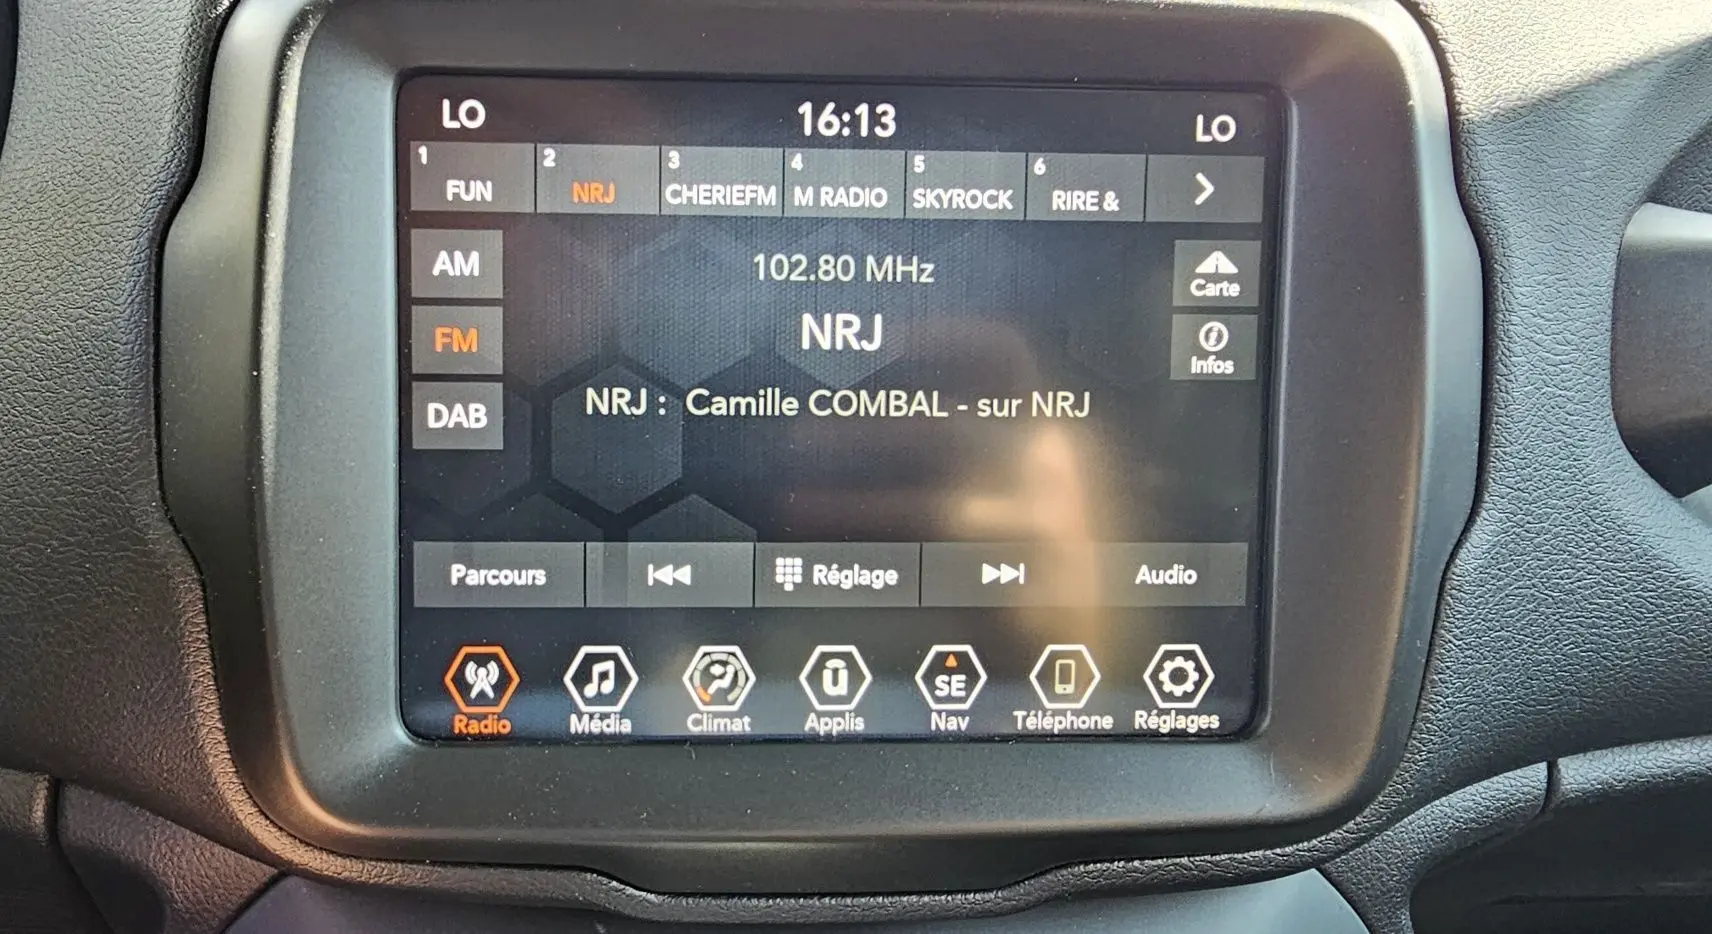 LO 16:13 LO
1 FUN 2 NRJ 3 CHERIEFM 4 M RADIO 5 SKYROCK 6 RIRE &
AM
FM
DAB
102.80 MHz
NRJ
NRJ : Camille COMBAL - sur NRJ
Carte
Infos
Parcours Réglage Audio
SE
Radio Média Climat Applis Nav Téléphone Réglages